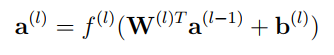 a^{(l)} = f^{(l)}(W^{(l)T}a^{(l−1)} + b^{(l)})